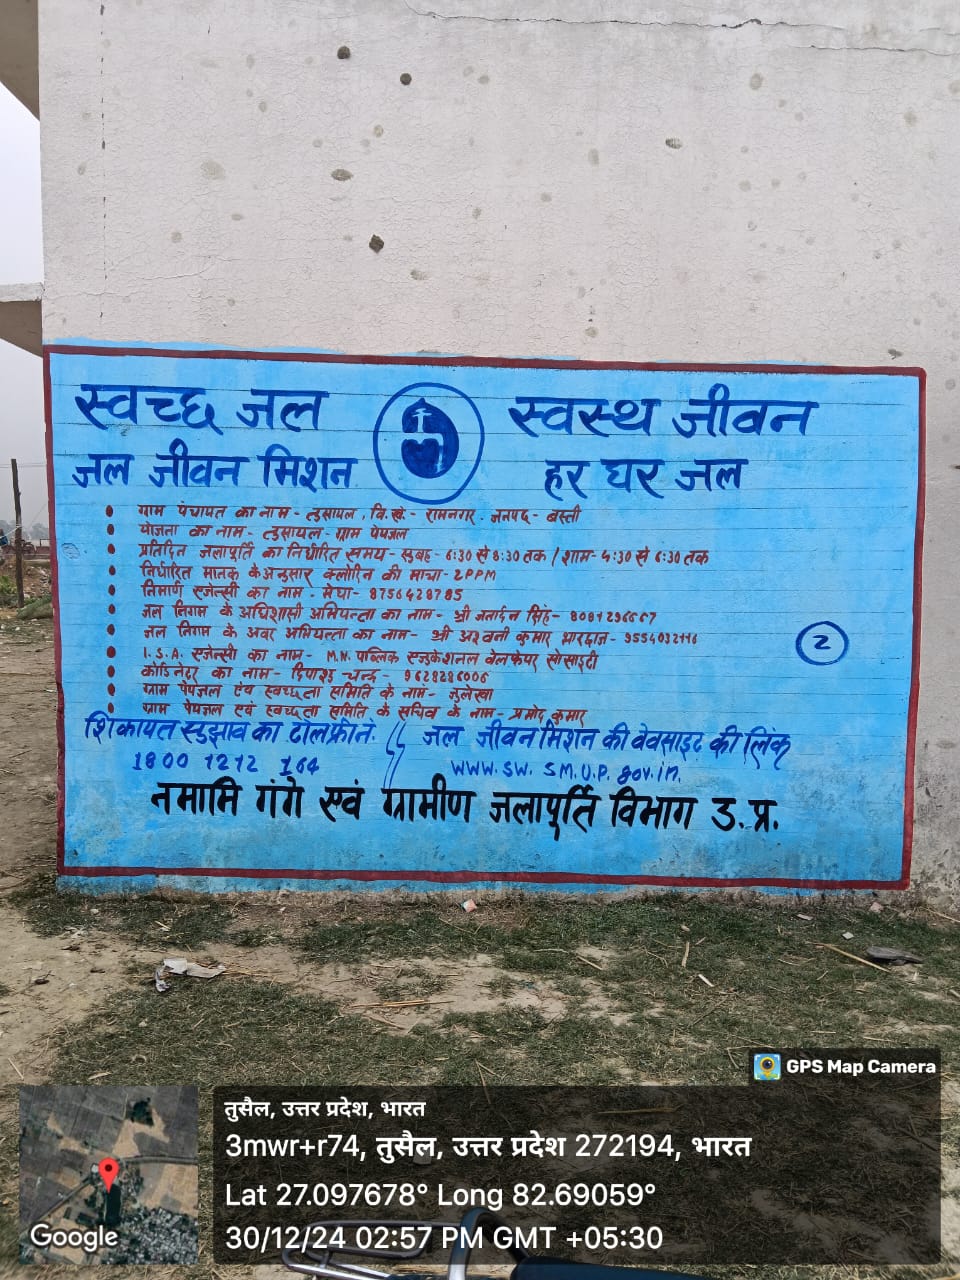 स्वच्छ जल स्वस्थ जीवन
जल जीवन मिशन हर घर जल
ग्राम पंचायत का नाम - तुसायल, वि.खं.- रामनगर, जनपद - बस्ती
योजना का नाम - तुसायल - ग्राम पेयजल
प्रतिदिन जलापूर्ति का निर्धारित समय - सुबह - 6:30 से 8:30 तक / शाम - 4:30 से 6:30 तक
निर्धारित मानक के अनुसार क्लोरिन की मात्रा - 2PPM
निर्माण एजेन्सी का नाम - मेघा - 8756428785
जल निगम के अधिशासी अभियन्ता का नाम - श्री जनार्दन सिंह -
जल निगम के अवर अभियन्ता का नाम - श्री अश्वनी कुमार भारद्वाज -
I.S.A. एजेन्सी का नाम - M.N. पब्लिक एजुकेशनल वेलफेयर सोसाइटी
2
कोर्डिनेटर का नाम - चन्द - 9628286006
ग्राम पेयजल एंव स्वच्छता समिति के नाम - जुलेखा
ग्राम पेयजल एवं स्वच्छता समिति के सचिव के नाम - प्रमोद कुमार
शिकायत सुझाव का टोलफ्री नं. जल जीवन मिशन की वेवसाइट की लिंक
1800 1212 164 WWW.SW. SM.U.P. gov.in.
नमामि गंगे एवं ग्रामीण जलापूर्ति विभाग उ.प्र.
GPS Map Camera
तुसैल, उत्तर प्रदेश, भारत
3mwr+r74, तुसैल, उत्तर प्रदेश 272194, भारत
Lat 27.097678° Long 82.69059°
30/12/24 02:57 PM GMT +05:30
Google